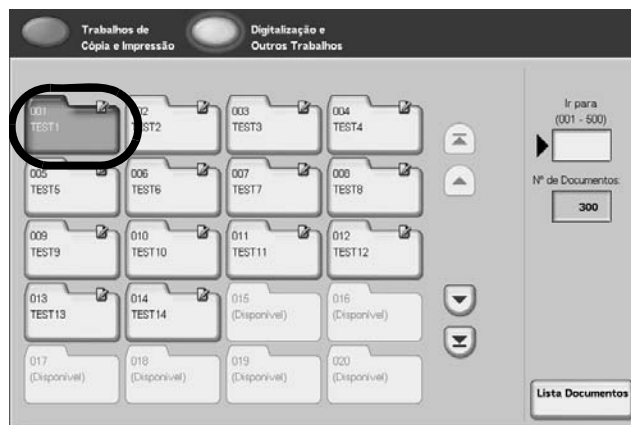 Trabalhos de
Cópia e Impressão
Digitalização e
Outros Trabalhos
001
TEST1
002
TEST2
003
TEST3
004
TEST4
005
TEST5
006
TEST6
007
TEST7
008
TEST8
009
TEST9
010
TEST10
011
TEST11
012
TEST12
013
TEST13
014
TEST14
015
(Disponível)
016
(Disponível)
017
(Disponível)
018
(Disponível)
019
(Disponível)
020
(Disponível)
Ir para
(001 - 500)
Nº de Documentos:
300
Lista Documentos